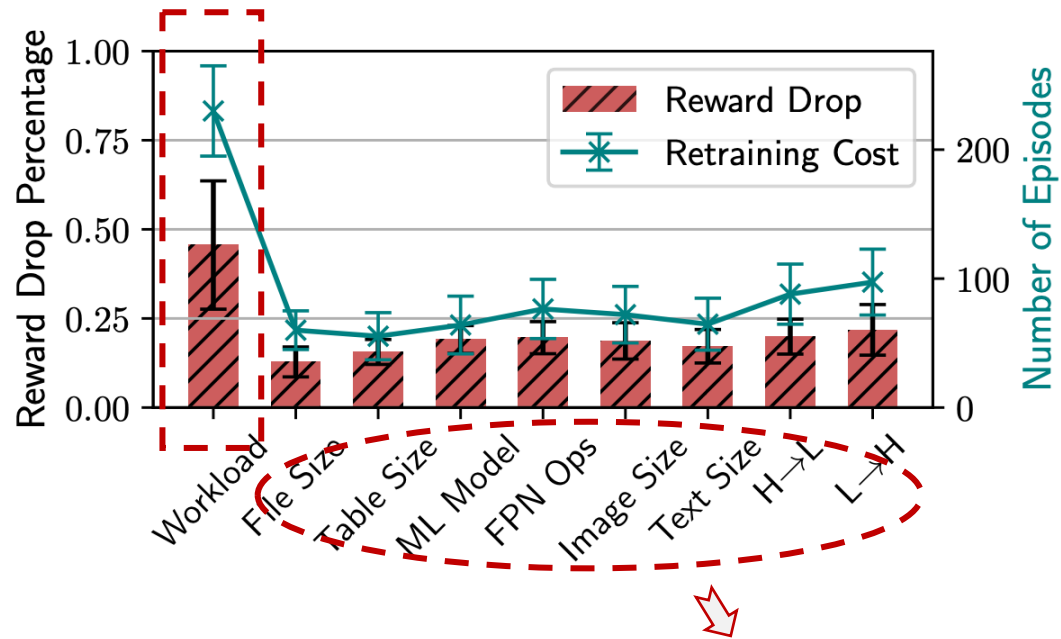 Reward Drop Percentage
1.00
0.75
0.50
0.25
0.00
Reward Drop
Retraining Cost
200
100
0
Number of Episodes
Workload
File Size
Table Size
ML Model
FPN Ops
Image Size
Text Size
H→L
L→H